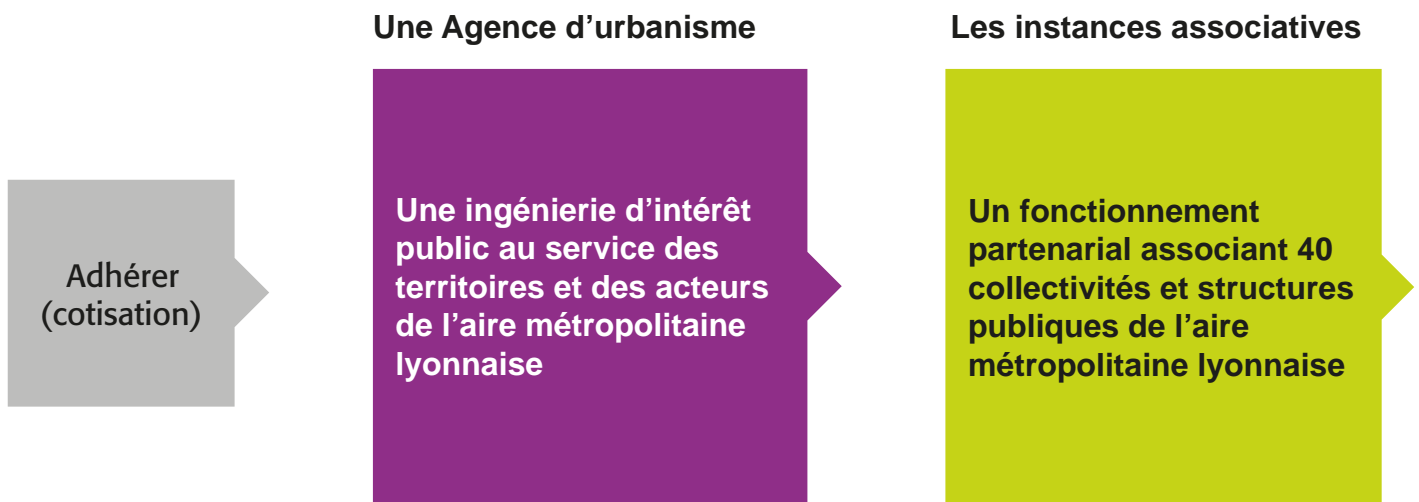 Une Agence d’urbanisme
Les instances associatives
Adhérer
(cotisation)
Une ingénierie d’intérêt
public au service des
territoires et des acteurs
de l’aire métropolitaine
lyonnaise
Un fonctionnement
partenarial associant 40
collectivités et structures
publiques de l’aire
métropolitaine lyonnaise